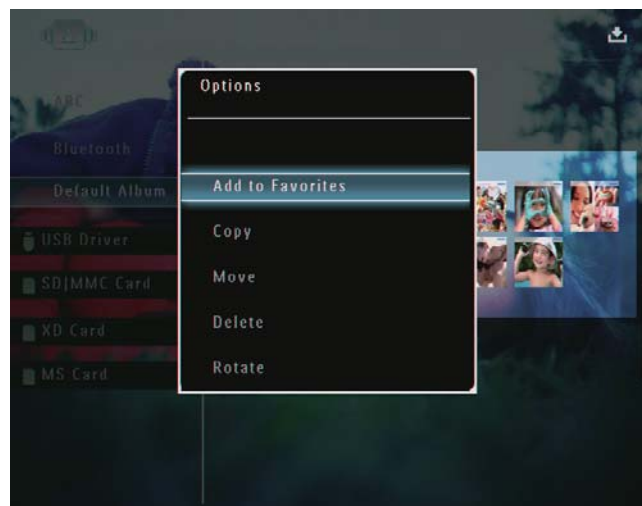 Options
ABC
Bluetooth
Default Album
Add to Favorites
USB Driver
Copy
SD/MMC Card
Move
XD Card
Delete
MS Card
Rotate